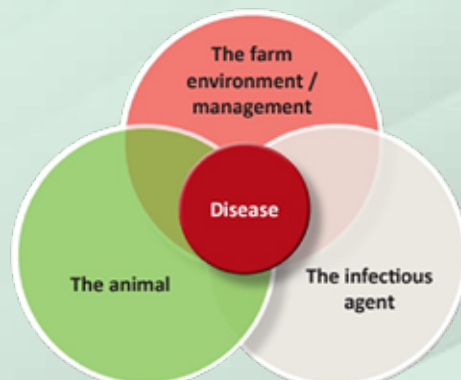 The farm
environment /
management
Disease
The animal
The infectious
agent